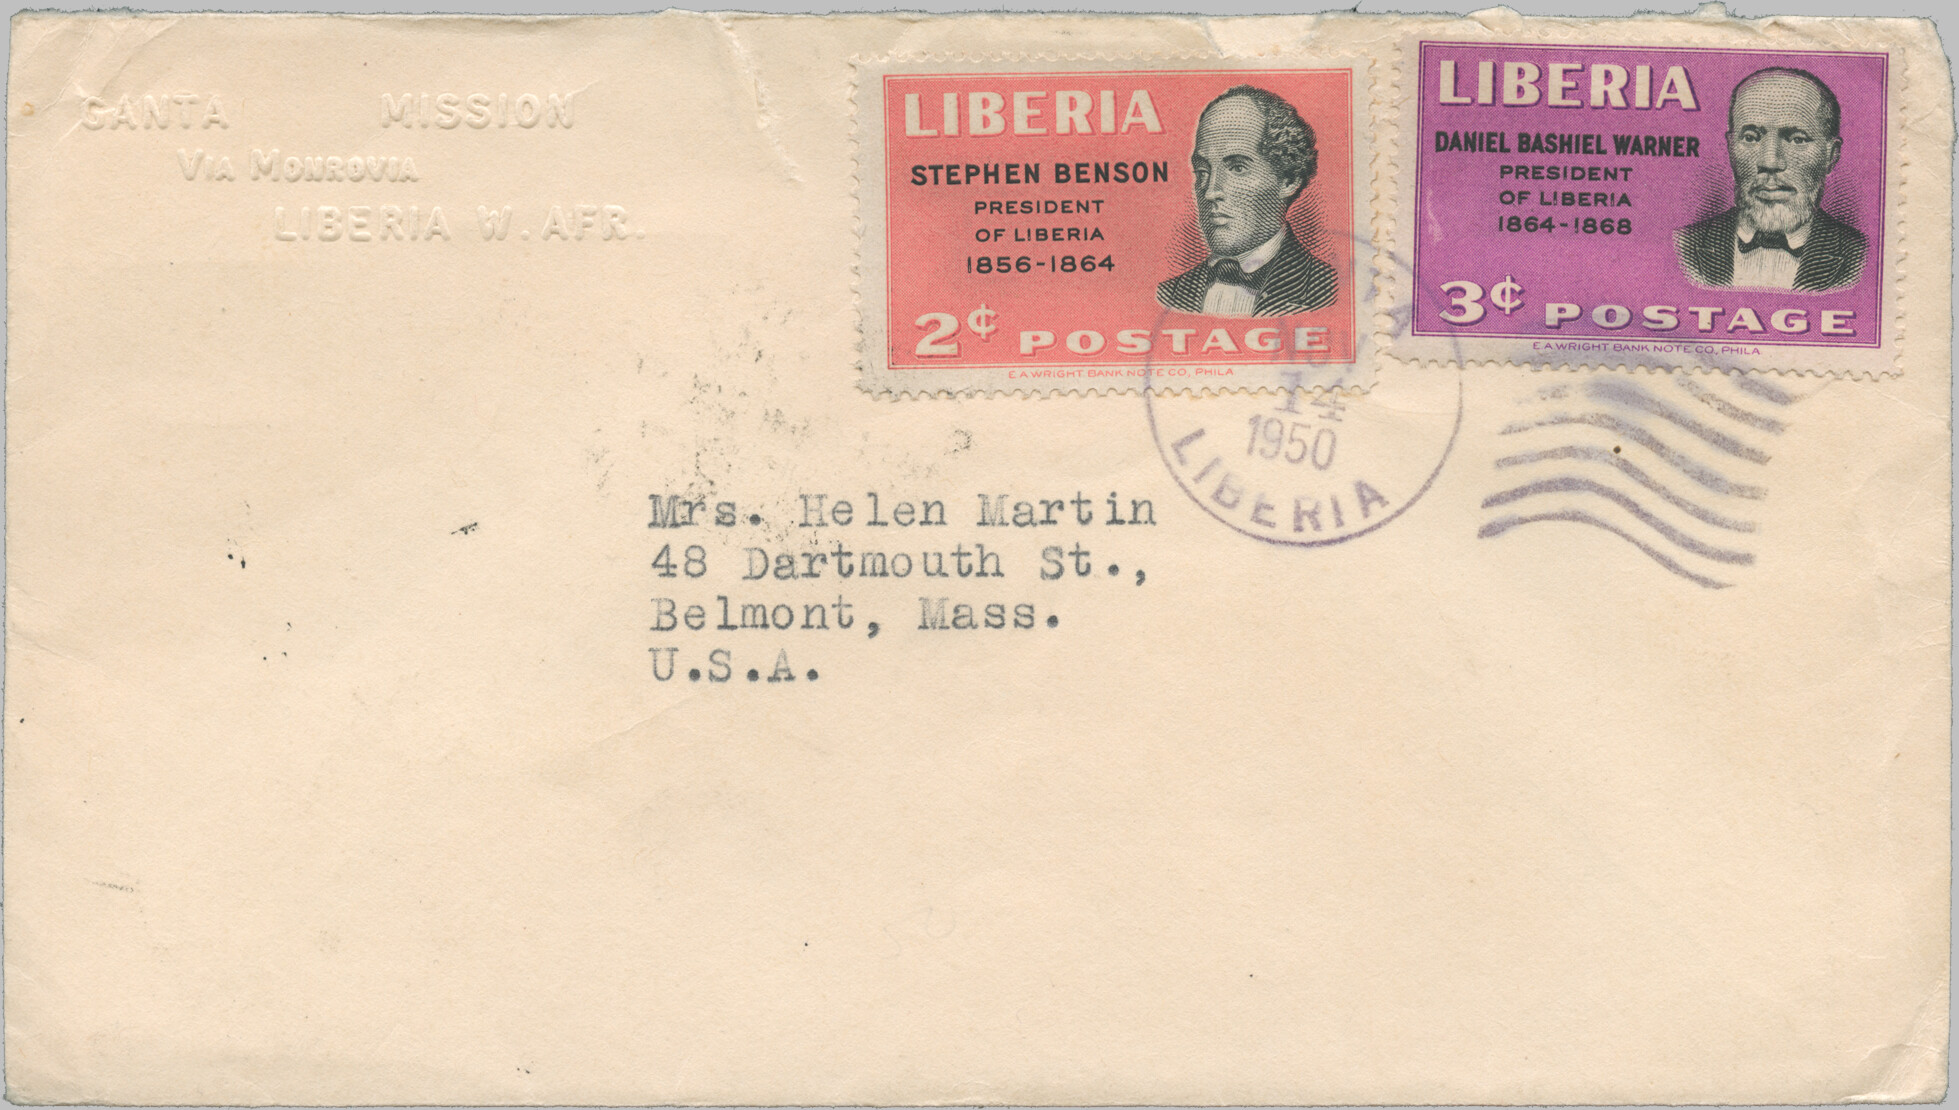 GANTA MISSION
VIA MONROVIA
LIBERIA W. AFR.
LIBERIA
STEPHEN BENSON
PRESIDENT
OF LIBERIA
1856-1864
2¢ POSTAGE
E A WRIGHT BANK NOTE CO, PHILA
LIBERIA
DANIEL BASHIEL WARNER
PRESIDENT
OF LIBERIA
1864-1868
3¢ POSTAGE
E A WRIGHT BANK NOTE CO, PHILA
14
1950
LIBERIA
Mrs. Helen Martin
48 Dartmouth St.,
Belmont, Mass.
U.S.A.